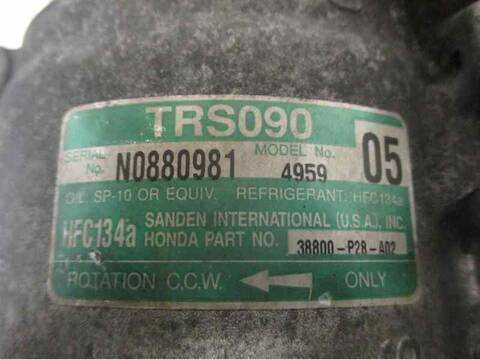 TRS090
SERIAL No. N0880981 MODEL No. 4959 05
OIL SP-10 OR EQUIV. REFRIGERANT: HFC134a
HFC134a SANDEN INTERNATIONAL (U.S.A.), INC.
HONDA PART NO. 38800-P28-A02
ROTATION C.C.W. ONLY